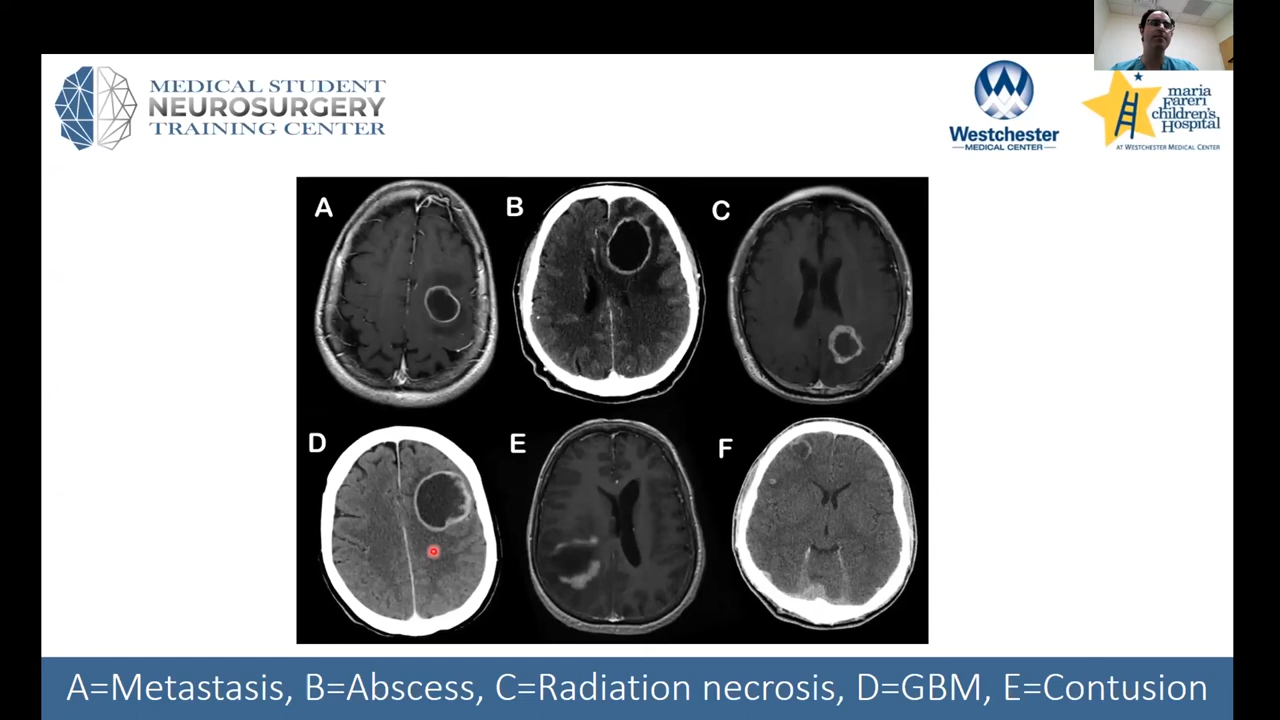 MEDICAL STUDENT
NEUROSURGERY
TRAINING CENTER
Westchester
MEDICAL CENTER
maria
fareri
children's
Hospital
AT WESTCHESTER MEDICAL CENTER
A
B
C
D
E
F
A=Metastasis, B=Abscess, C=Radiation necrosis, D=GBM, E=Contusion